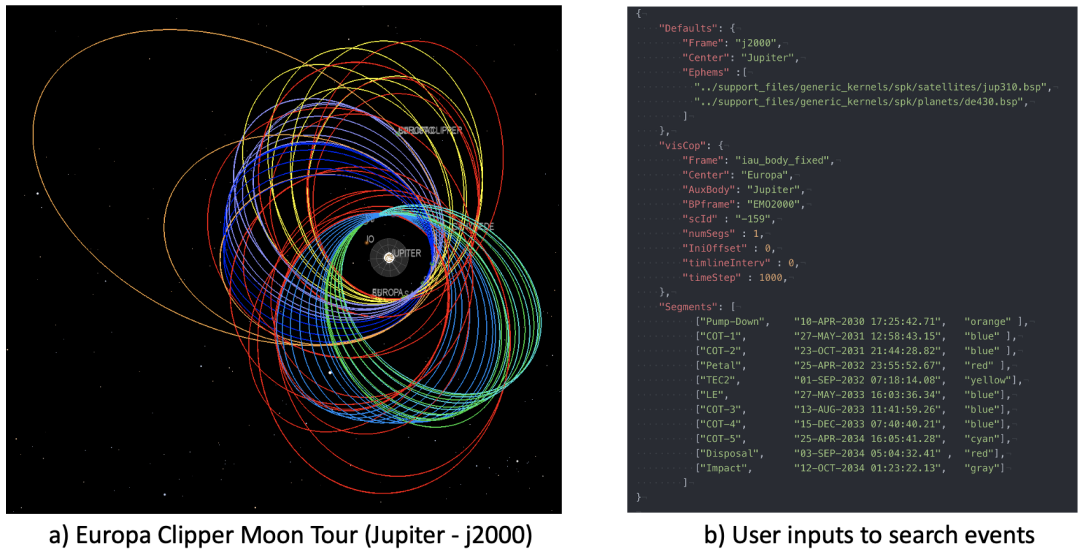 CLIPPER
JO
JUPITER
EUROPA
{
"Defaults": {
"Frame": "j2000",
"Center": "Jupiter",
"Ephems" :[
"../support_files/generic_kernels/spk/satellites/jup310.bsp",
"../support_files/generic_kernels/spk/planets/de430.bsp",
]
},
"visCop": {
"Frame": "iau_body_fixed",
"Center": "Europa",
"AuxBody": "Jupiter",
"BPframe": "EMO2000",
"scId" : "-159",
"numSegs" : 1,
"IniOffset" : 0,
"timlineInterv" : 0,
"timeStep" : 1000,
},
"Segments": [
["Pump-Down", "10-APR-2030 17:25:42.71", "orange" ],
["COT-1", "27-MAY-2031 12:58:43.15", "blue" ],
["COT-2", "23-OCT-2031 21:44:28.82", "blue" ],
["Petal", "25-APR-2032 23:55:52.67", "red" ],
["TEC2", "01-SEP-2032 07:18:14.08", "yellow"],
["LE", "27-MAY-2033 16:03:36.34", "blue"],
["COT-3", "13-AUG-2033 11:41:59.26", "blue"],
["COT-4", "15-DEC-2033 07:40:40.21", "blue"],
["COT-5", "25-APR-2034 16:05:41.28", "cyan"],
["Disposal", "03-SEP-2034 05:04:32.41" , "red"],
["Impact", "12-OCT-2034 01:23:22.13", "gray"]
]
}
a) Europa Clipper Moon Tour (Jupiter - j2000)
b) User inputs to search events